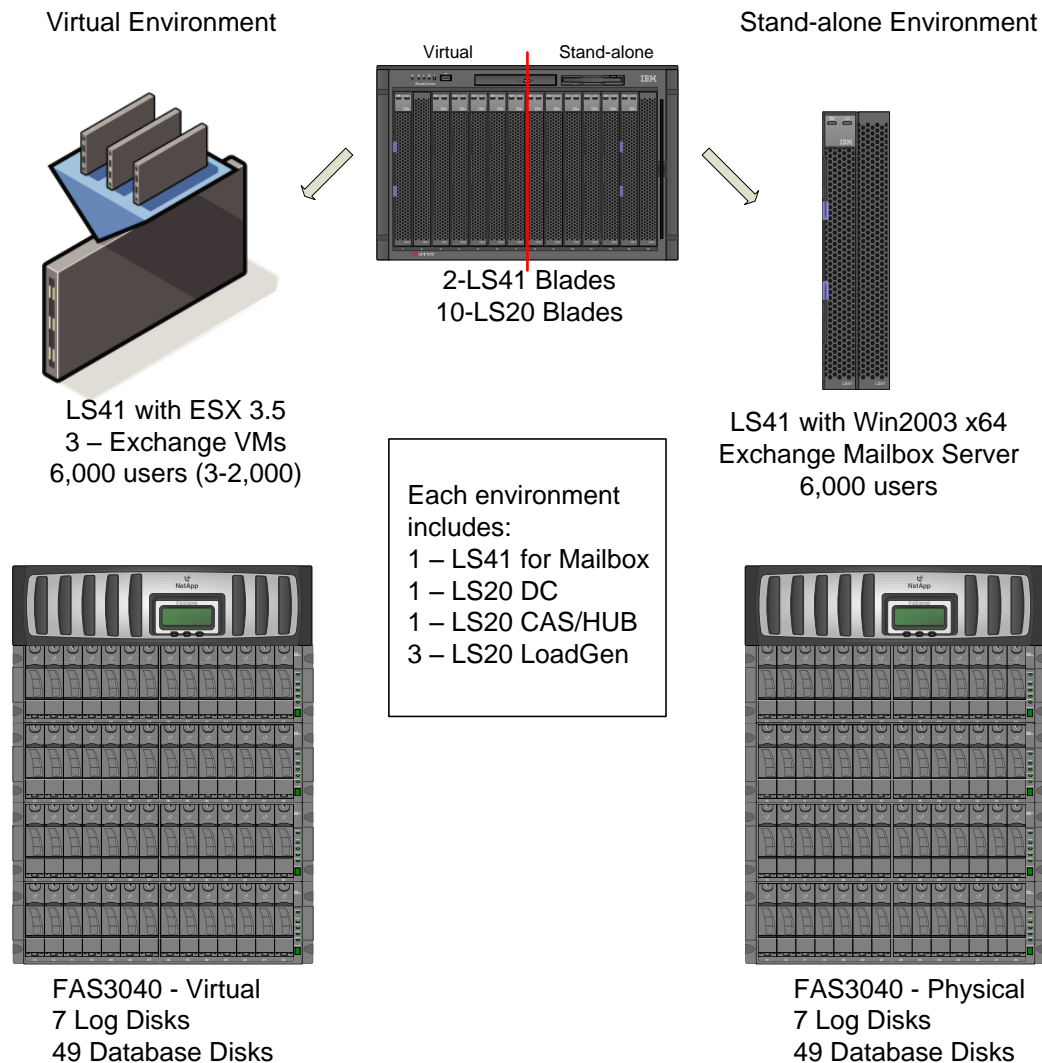 Virtual Environment
Stand-alone Environment
Virtual
Stand-alone
IBM
2-LS41 Blades
10-LS20 Blades
IBM
LS41 with ESX 3.5
3 – Exchange VMs
6,000 users (3-2,000)
LS41 with Win2003 x64
Exchange Mailbox Server
6,000 users
Each environment
includes:
1 – LS41 for Mailbox
1 – LS20 DC
1 – LS20 CAS/HUB
3 – LS20 LoadGen
NetApp
FAS3040
NetApp
FAS3040
FAS3040 - Virtual
7 Log Disks
49 Database Disks
FAS3040 - Physical
7 Log Disks
49 Database Disks